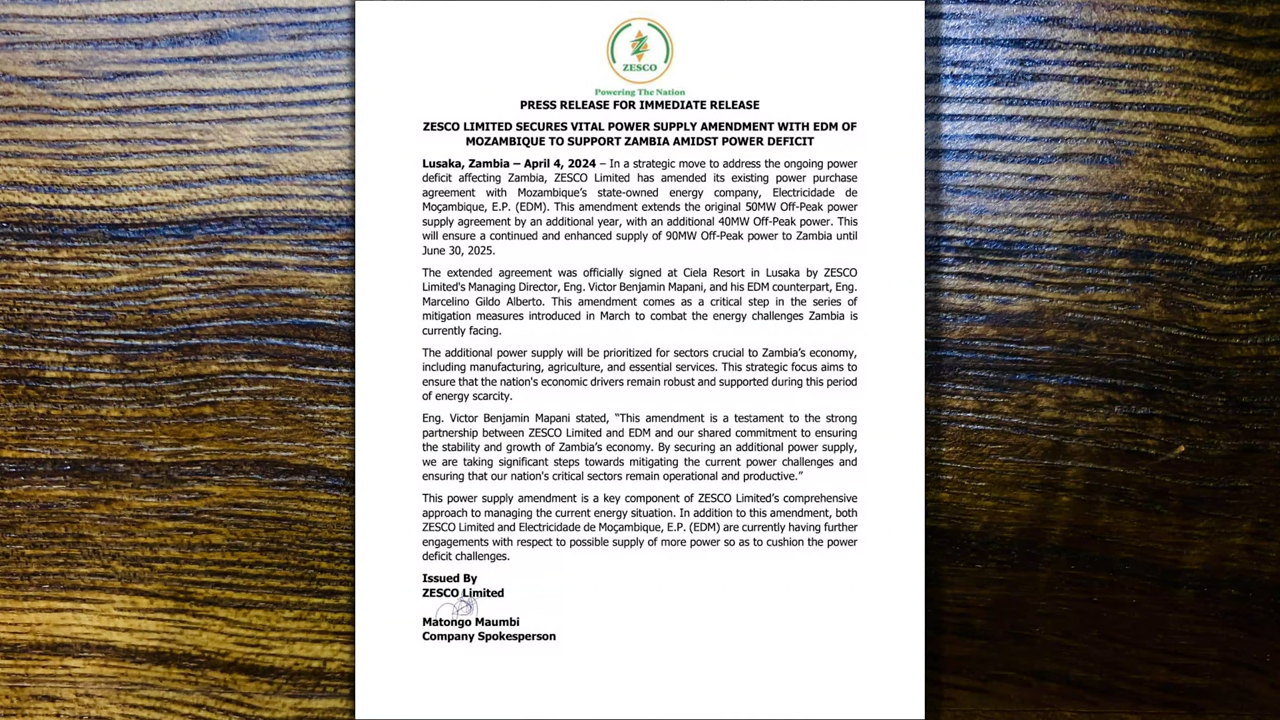 ZESCO
Powering The Nation
PRESS RELEASE FOR IMMEDIATE RELEASE
ZESCO LIMITED SECURES VITAL POWER SUPPLY AMENDMENT WITH EDM OF
MOZAMBIQUE TO SUPPORT ZAMBIA AMIDST POWER DEFICIT
Lusaka, Zambia – April 4, 2024 – In a strategic move to address the ongoing power
deficit affecting Zambia, ZESCO Limited has amended its existing power purchase
agreement with Mozambique's state-owned energy company, Electricidade de
Moçambique, E.P. (EDM). This amendment extends the original 50MW Off-Peak power
supply agreement by an additional year, with an additional 40MW Off-Peak power. This
will ensure a continued and enhanced supply of 90MW Off-Peak power to Zambia until
June 30, 2025.
The extended agreement was officially signed at Ciela Resort in Lusaka by ZESCO
Limited's Managing Director, Eng. Victor Benjamin Mapani, and his EDM counterpart, Eng.
Marcelino Gildo Alberto. This amendment comes as a critical step in the series of
mitigation measures introduced in March to combat the energy challenges Zambia is
currently facing.
The additional power supply will be prioritized for sectors crucial to Zambia's economy,
including manufacturing, agriculture, and essential services. This strategic focus aims to
ensure that the nation's economic drivers remain robust and supported during this period
of energy scarcity.
Eng. Victor Benjamin Mapani stated, "This amendment is a testament to the strong
partnership between ZESCO Limited and EDM and our shared commitment to ensuring
the stability and growth of Zambia's economy. By securing an additional power supply,
we are taking significant steps towards mitigating the current power challenges and
ensuring that our nation's critical sectors remain operational and productive."
This power supply amendment is a key component of ZESCO Limited's comprehensive
approach to managing the current energy situation. In addition to this amendment, both
ZESCO Limited and Electricidade de Moçambique, E.P. (EDM) are currently having further
engagements with respect to possible supply of more power so as to cushion the power
deficit challenges.
Issued By
ZESCO Limited
Matongo Maumbi
Company Spokesperson